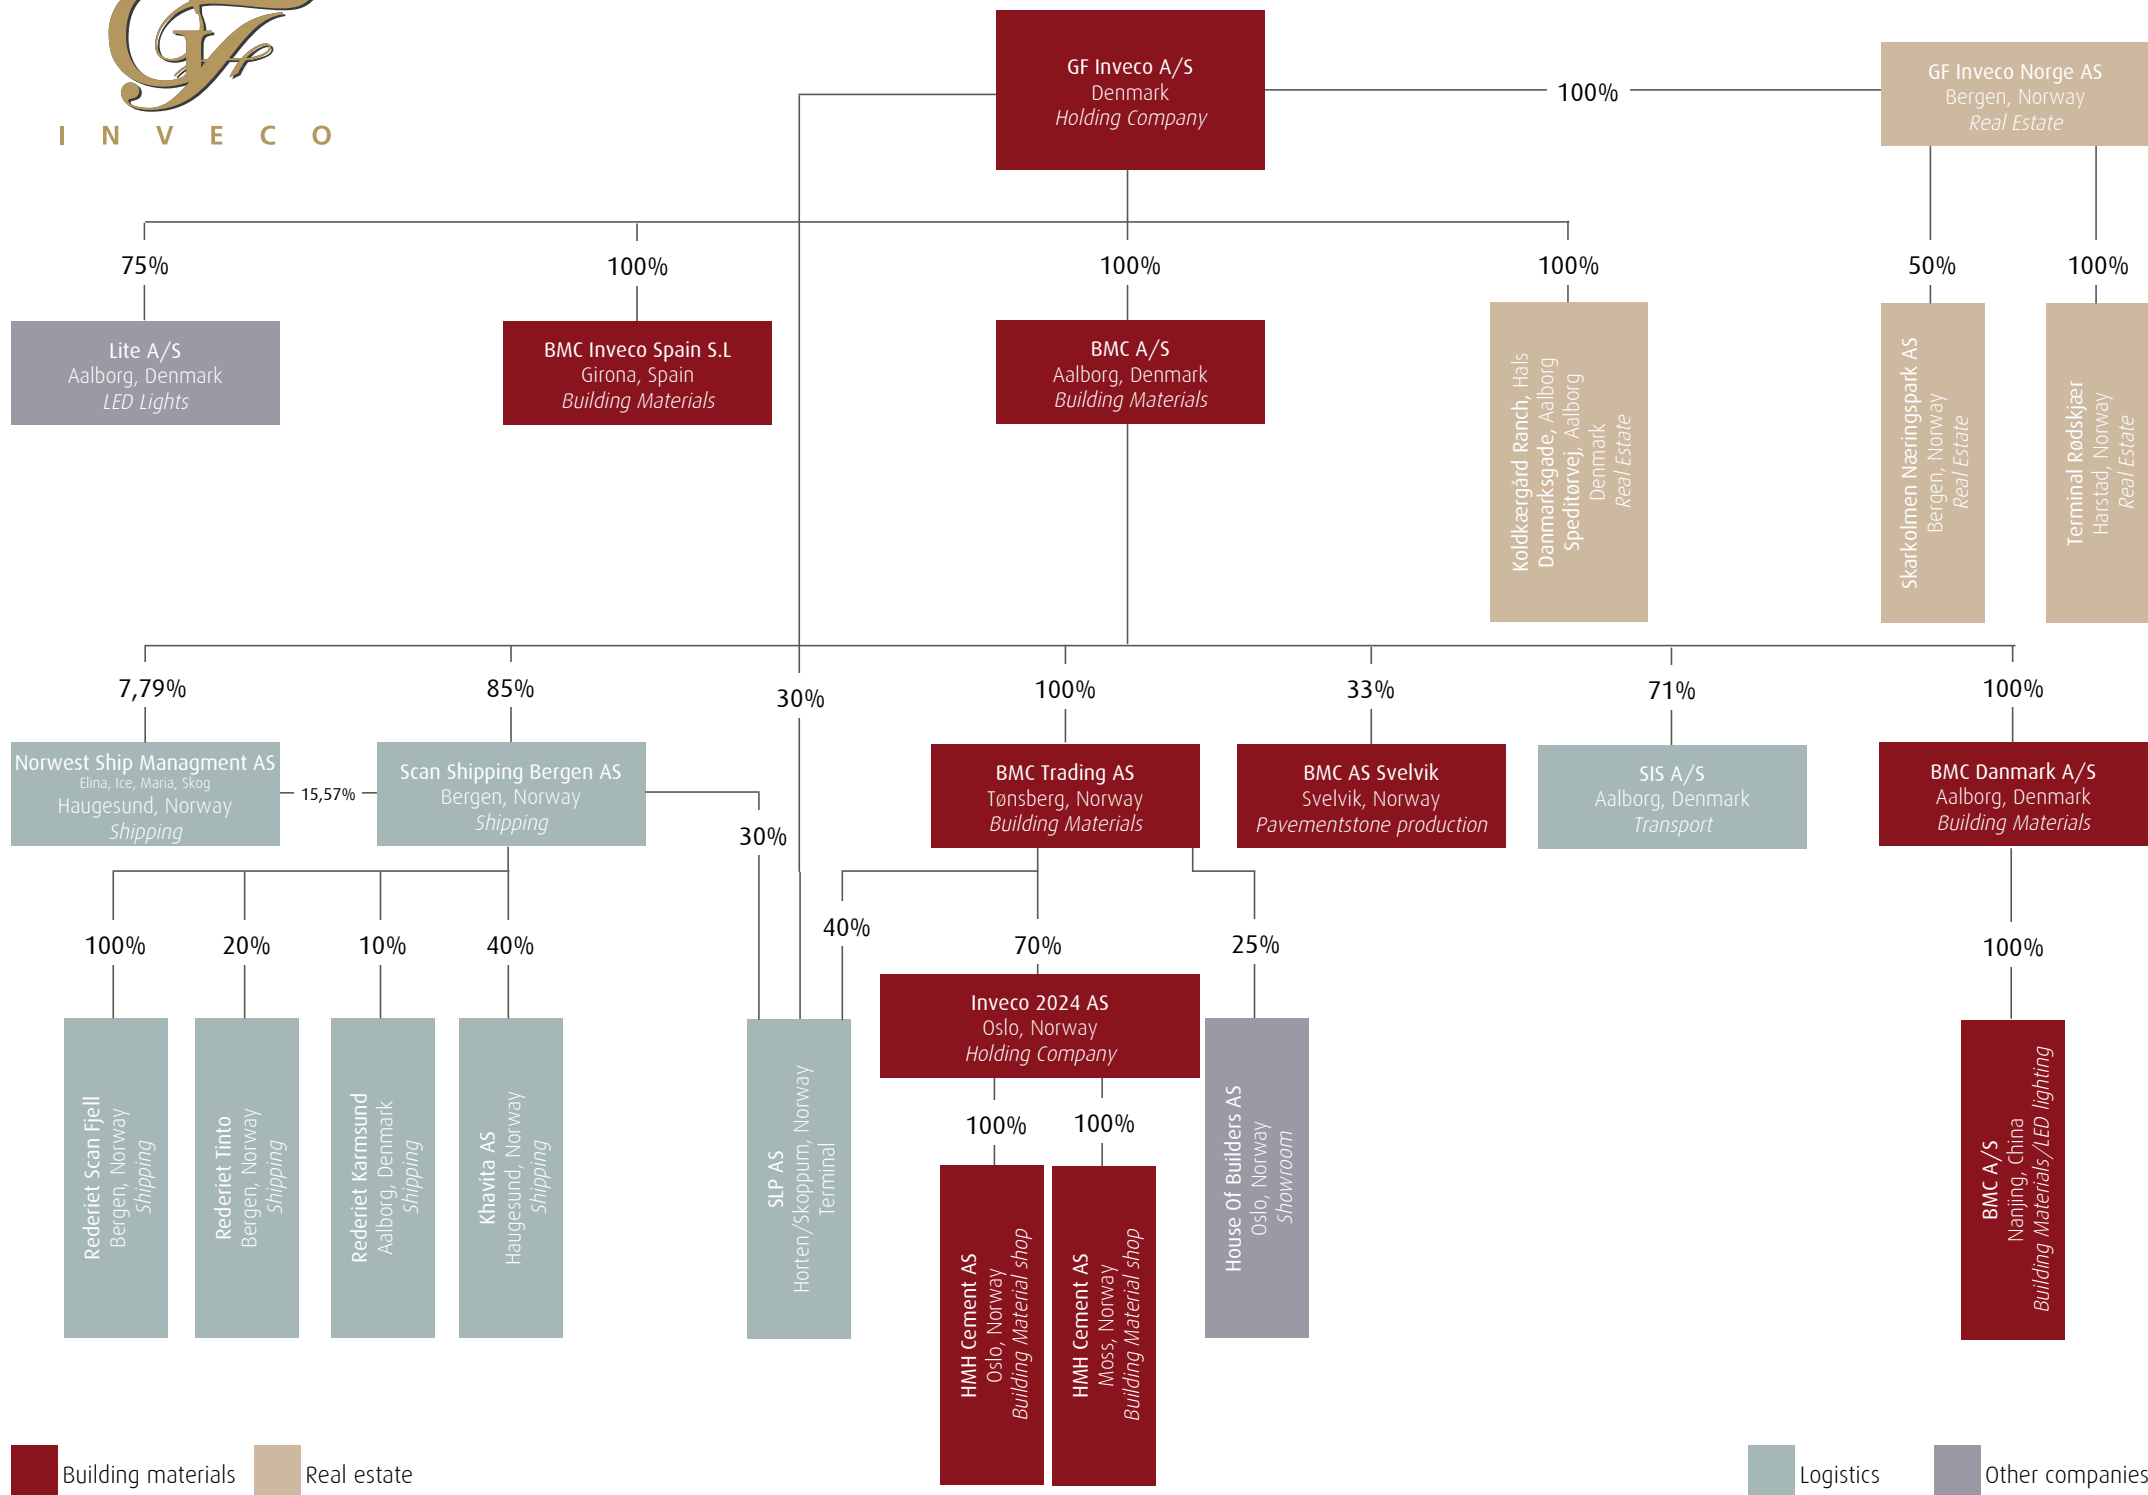 INVECO
GF Inveco A/S
Denmark
Holding Company
100%
GF Inveco Norge AS
Bergen, Norway
Real Estate
75%
100%
100%
100%
50%
100%
Lite A/S
Aalborg, Denmark
LED Lights
BMC Inveco Spain S.L
Girona, Spain
Building Materials
BMC A/S
Aalborg, Denmark
Building Materials
Koldkærgård Ranch, Hals
Danmarksgade, Aalborg
Speditørvej, Aalborg
Denmark
Real Estate
Skarkolmen Næringspark AS
Bergen, Norway
Real Estate
Terminal Rødskjær
Harstad, Norway
Real Estate
7,79%
85%
30%
100%
33%
71%
100%
Norwest Ship Managment AS
Elina, Ice, Maria, Skog
Haugesund, Norway
Shipping
15,57%
Scan Shipping Bergen AS
Bergen, Norway
Shipping
30%
BMC Trading AS
Tønsberg, Norway
Building Materials
BMC AS Svelvik
Svelvik, Norway
Pavementstone production
SIS A/S
Aalborg, Denmark
Transport
BMC Danmark A/S
Aalborg, Denmark
Building Materials
100%
20%
10%
40%
40%
70%
25%
100%
Rederiet Scan Fjell
Bergen, Norway
Shipping
Rederiet Tinto
Bergen, Norway
Shipping
Rederiet Karmsund
Aalborg, Denmark
Shipping
Khavita AS
Haugesund, Norway
Shipping
SLP AS
Horten/Skoppum, Norway
Terminal
Inveco 2024 AS
Oslo, Norway
Holding Company
100%
100%
HMH Cement AS
Oslo, Norway
Building Material shop
HMH Cement AS
Moss, Norway
Building Material shop
House Of Builders AS
Oslo, Norway
Showroom
BMC A/S
Nanjing, China
Building Materials/LED lighting
Building materials
Real estate
Logistics
Other companies